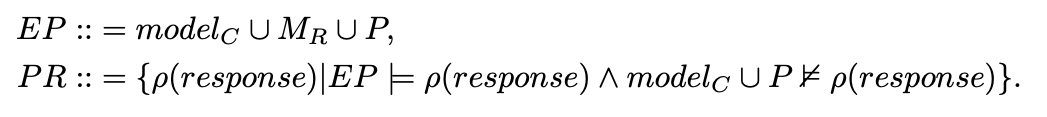 EP :: = model_C ∪ M_R ∪ P,
PR :: = {ρ(response)|EP ⊨ ρ(response) ∧ model_C ∪ P ⊭ ρ(response)}.